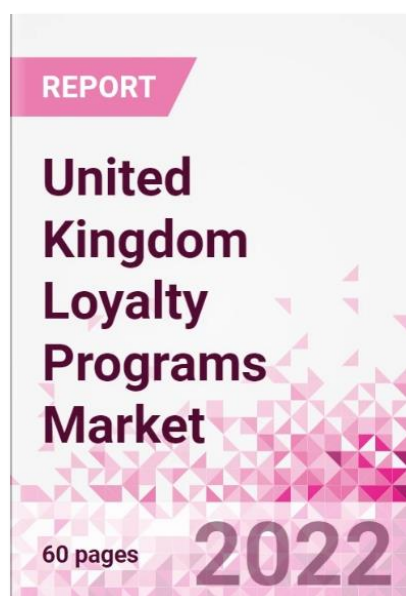 REPORT
United
Kingdom
Loyalty
Programs
Market
60 pages
2022